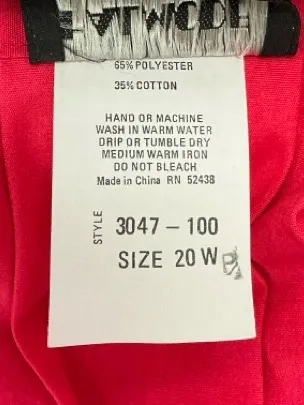 65% POLYESTER
35% COTTON
HAND OR MACHINE
WASH IN WARM WATER
DRIP OR TUMBLE DRY
MEDIUM WARM IRON
DO NOT BLEACH
Made in China RN 52438
STYLE 3047 – 100
SIZE 20 W